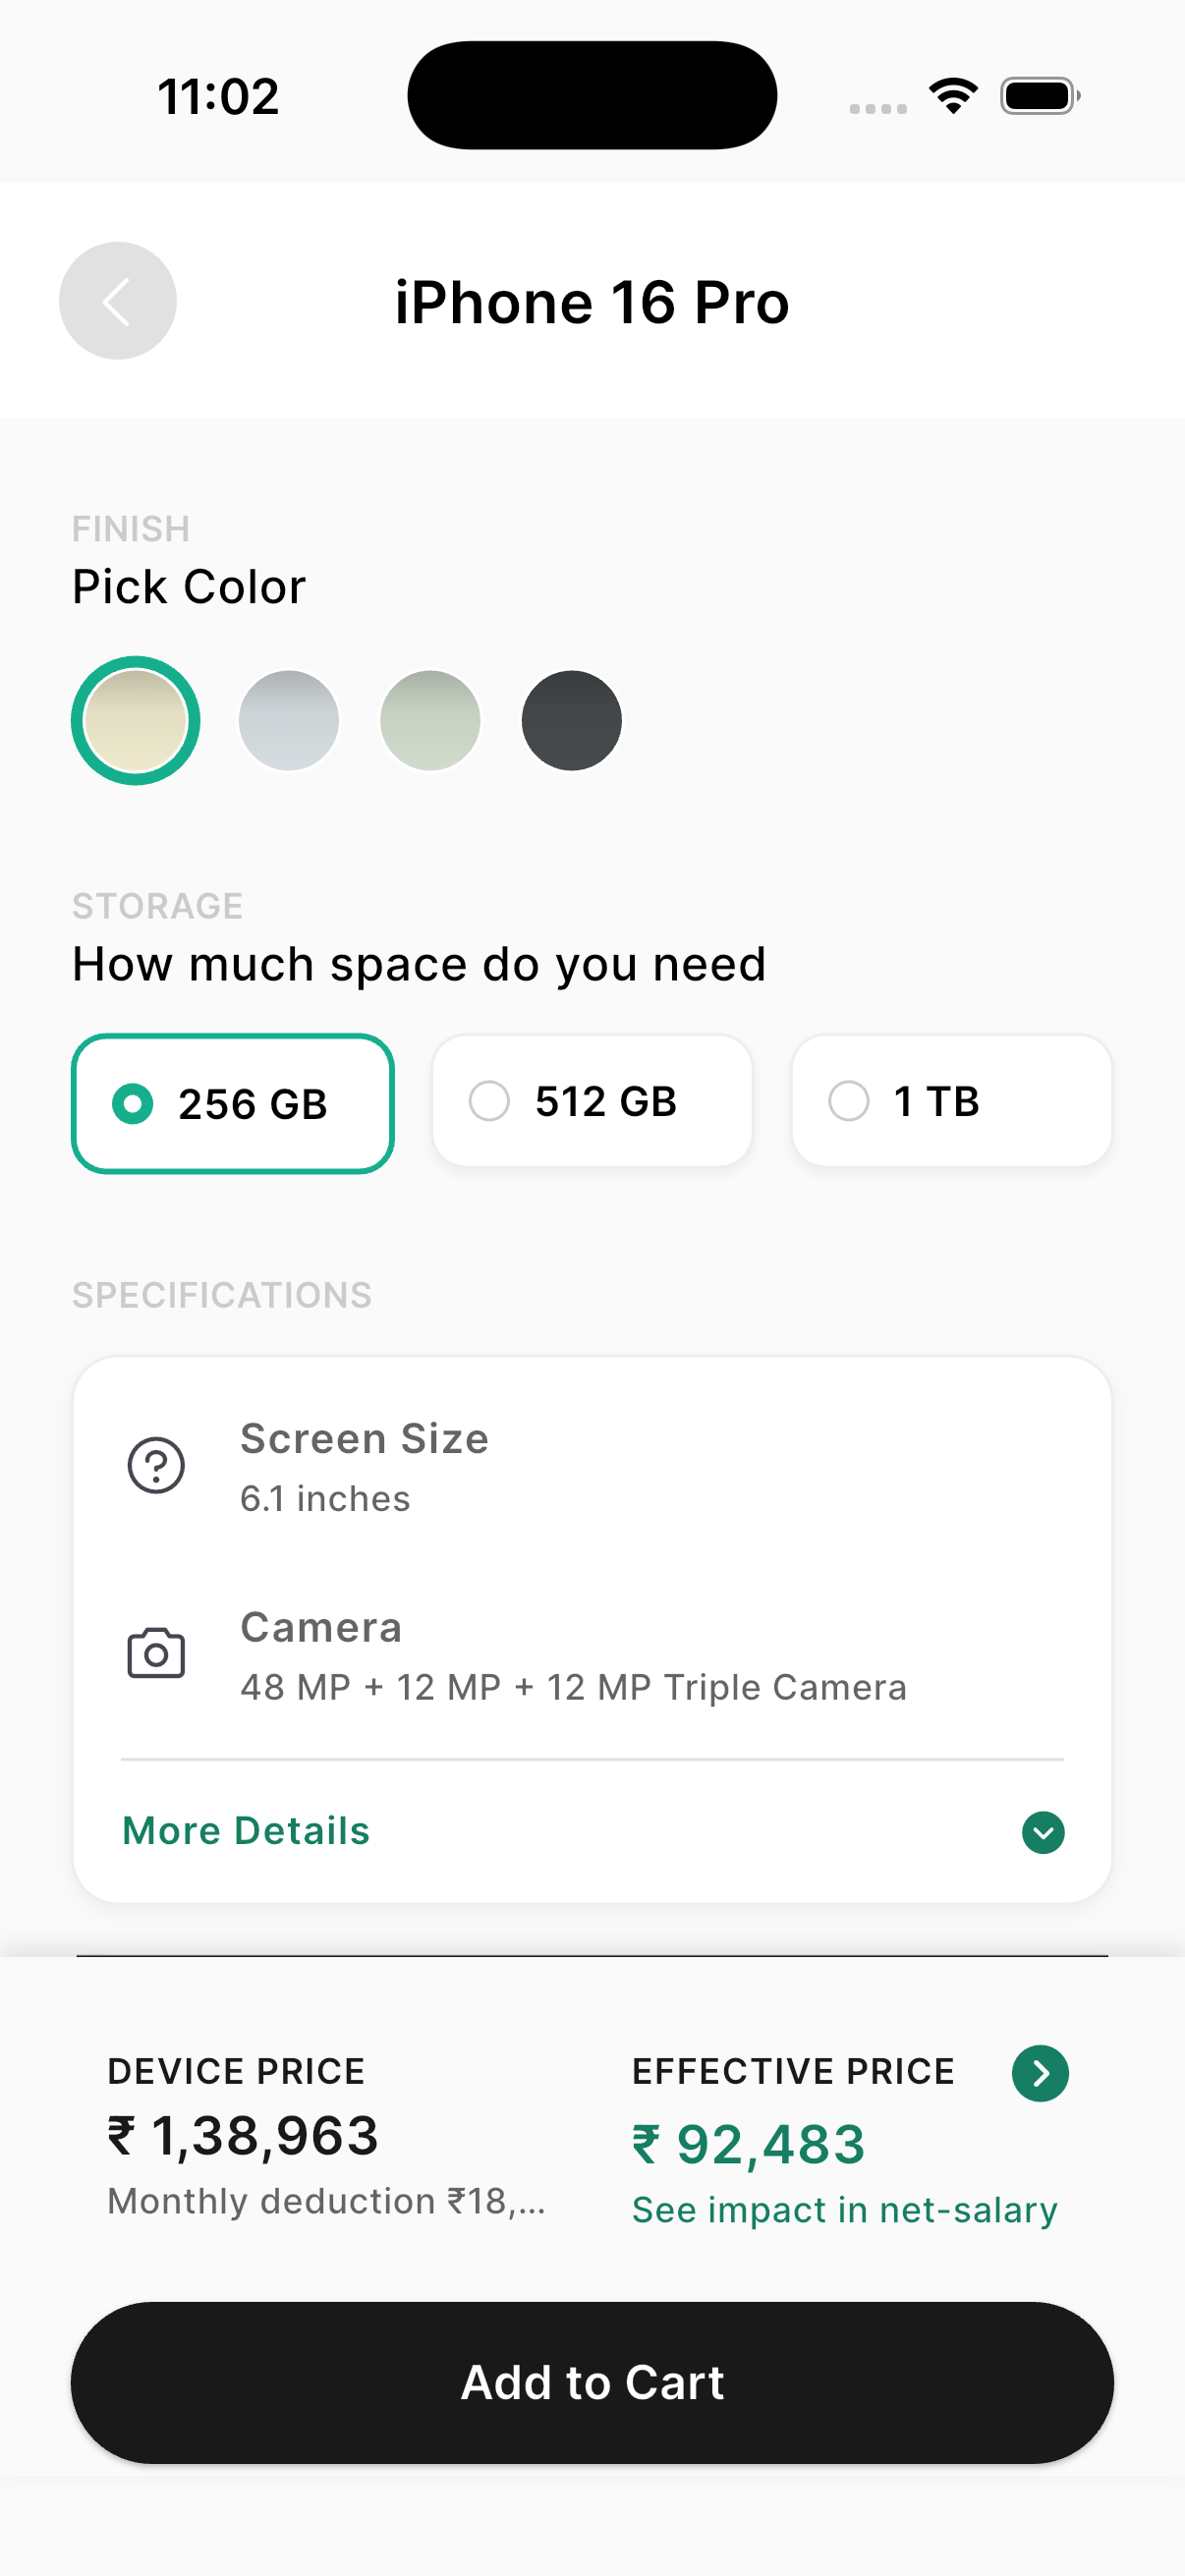 11:02
iPhone 16 Pro
FINISH
Pick Color
STORAGE
How much space do you need
256 GB
512 GB
1 TB
SPECIFICATIONS
Screen Size
6.1 inches
Camera
48 MP + 12 MP + 12 MP Triple Camera
More Details
DEVICE PRICE
₹ 1,38,963
Monthly deduction ₹18,...
EFFECTIVE PRICE
₹ 92,483
See impact in net-salary
Add to Cart